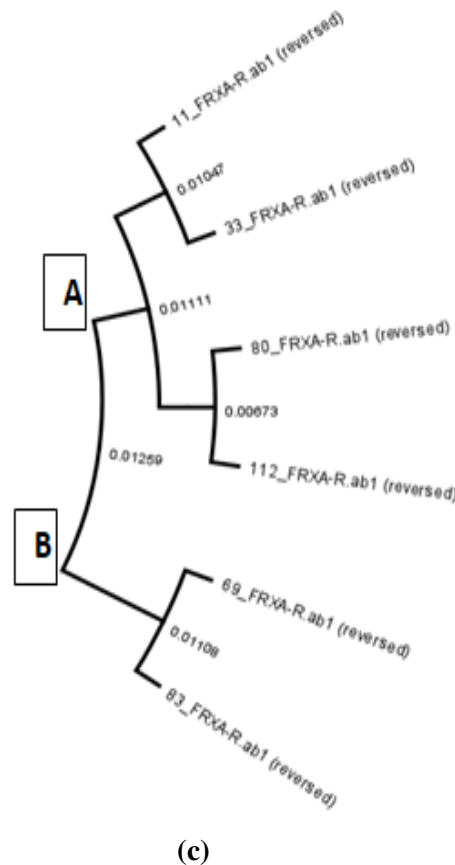 11_FRXA-R.ab1 (reversed)
0.01047
33_FRXA-R.ab1 (reversed)
A
0.01111
80_FRXA-R.ab1 (reversed)
0.00673
0.01259
112_FRXA-R.ab1 (reversed)
B
69_FRXA-R.ab1 (reversed)
0.01108
83_FRXA-R.ab1 (reversed)
(c)